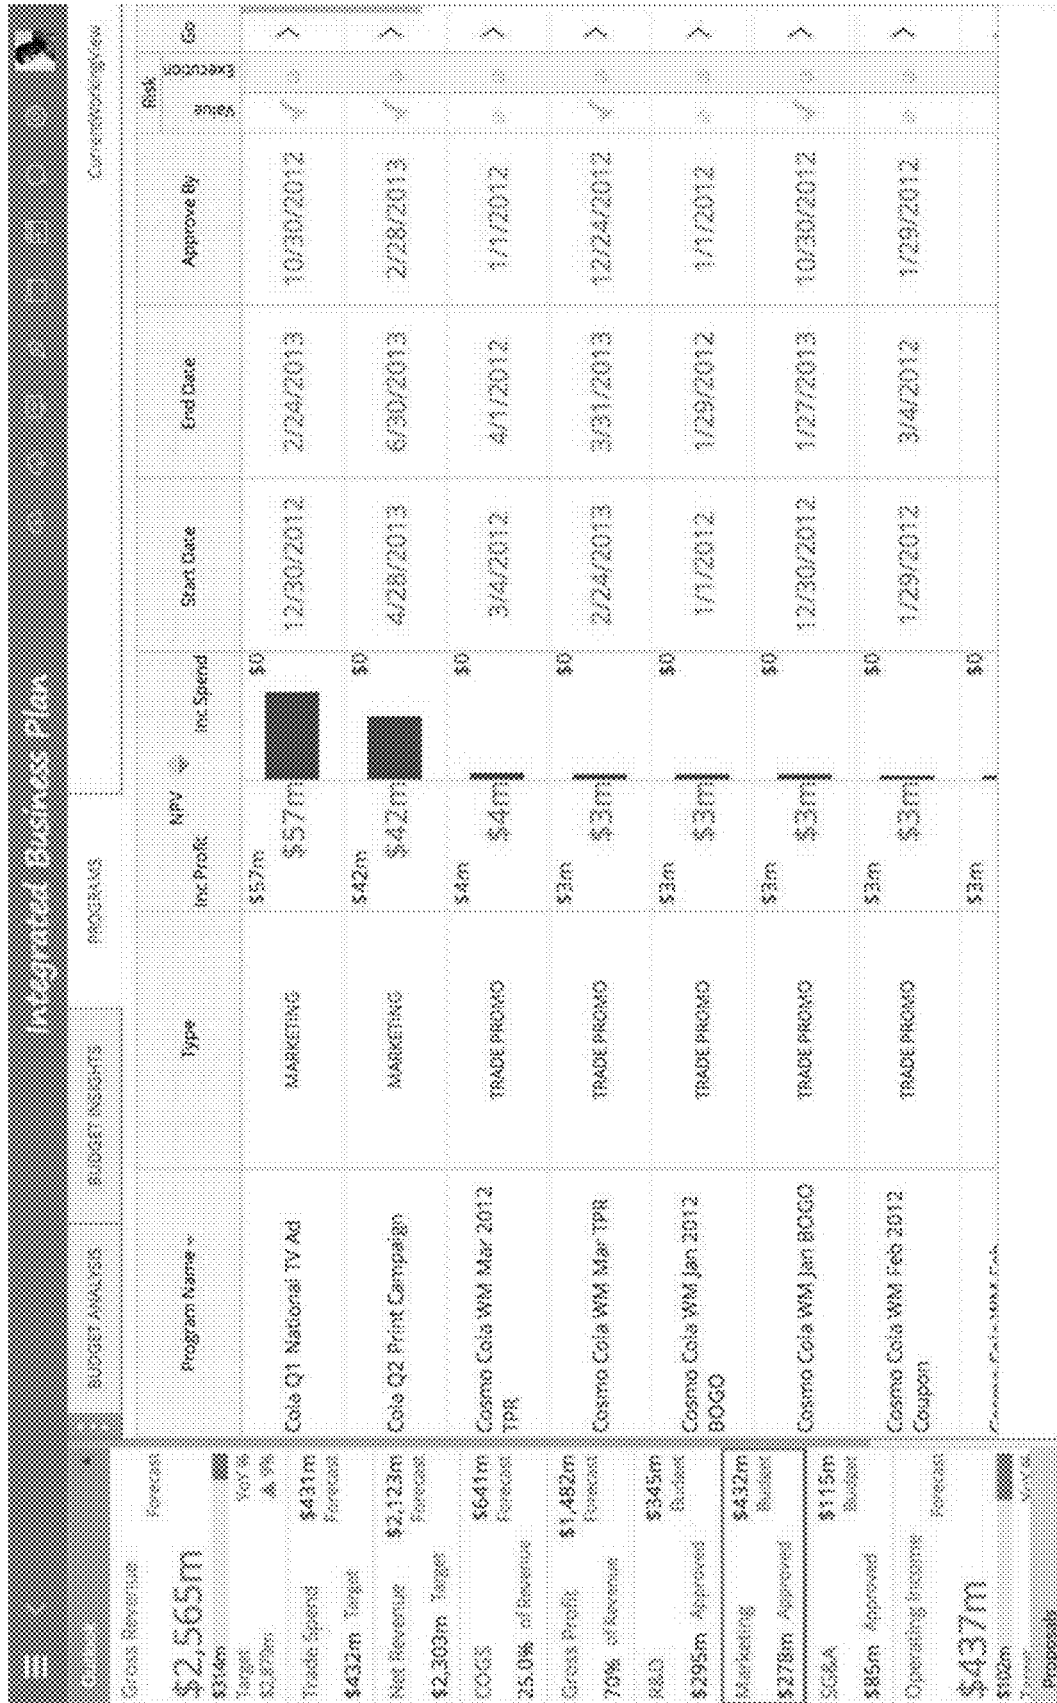 Integrated Business Plan
BUDGET ANALYSIS
BUDGET INSIGHTS
PROGRAMS
Gross Revenue
Forecast
$2,565m
$314m
Target
YoY %
▲ 9%
Trade Spend
$431m
$432m Target
Forecast
Net Revenue
$2,123m
$2,303m Target
Forecast
COGS
$641m
25.0% of Revenue
Forecast
Gross Profit
$1,482m
70% of Revenue
Forecast
R&D
$345m
$295m Approved
Budget
Marketing
$432m
$378m Approved
Budget
SG&A
$115m
$85m Approved
Budget
Operating Income
Forecast
$437m
Program Name
Type
NPV
Inc Profit
Inc Spend
Start Date
End Date
Approve By
Risk
Value
Execution
Go
Cola Q1 National TV Ad
MARKETING
$57m
$57m
$0
12/30/2012
2/24/2013
10/30/2012
Cola Q2 Print Campaign
MARKETING
$42m
$42m
$0
4/28/2013
6/30/2013
2/28/2013
Cosmo Cola WM Mar 2012
TPR
TRADE PROMO
$4m
$4m
$0
3/4/2012
4/1/2012
1/1/2012
Cosmo Cola WM Mar TPR
TRADE PROMO
$3m
$3m
$0
2/24/2013
3/31/2013
12/24/2012
Cosmo Cola WM Jan 2012
BOGO
TRADE PROMO
$3m
$3m
$0
1/1/2012
1/29/2012
1/1/2012
Cosmo Cola WM Jan BOGO
TRADE PROMO
$3m
$3m
$0
12/30/2012
1/27/2013
10/30/2012
Cosmo Cola WM Feb 2012
Coupon
TRADE PROMO
$3m
$3m
$0
1/29/2012
3/4/2012
1/29/2012
$3m
$0